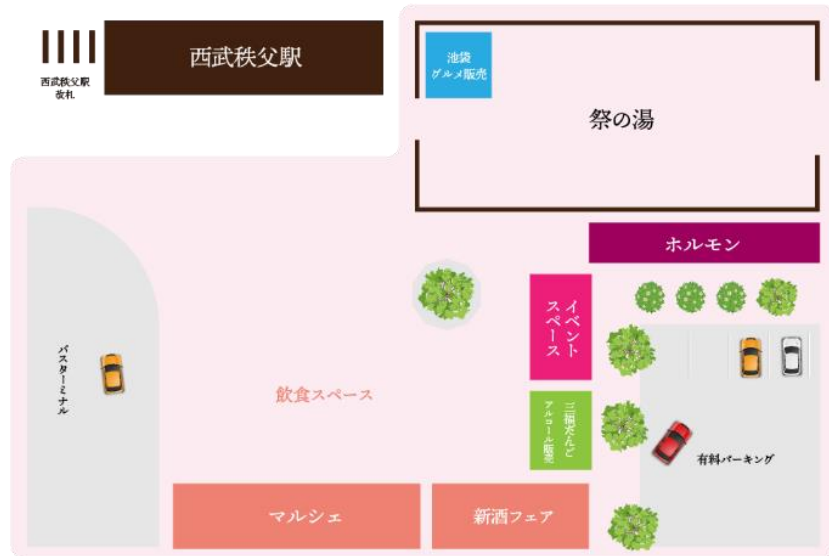 西武秩父駅
西武秩父駅
改札
池袋
グルメ販売
祭の湯
ホルモン
イベント
スペース
バスターミナル
飲食スペース
三福だんご
アルコール販売
有料パーキング
マルシェ
新酒フェア